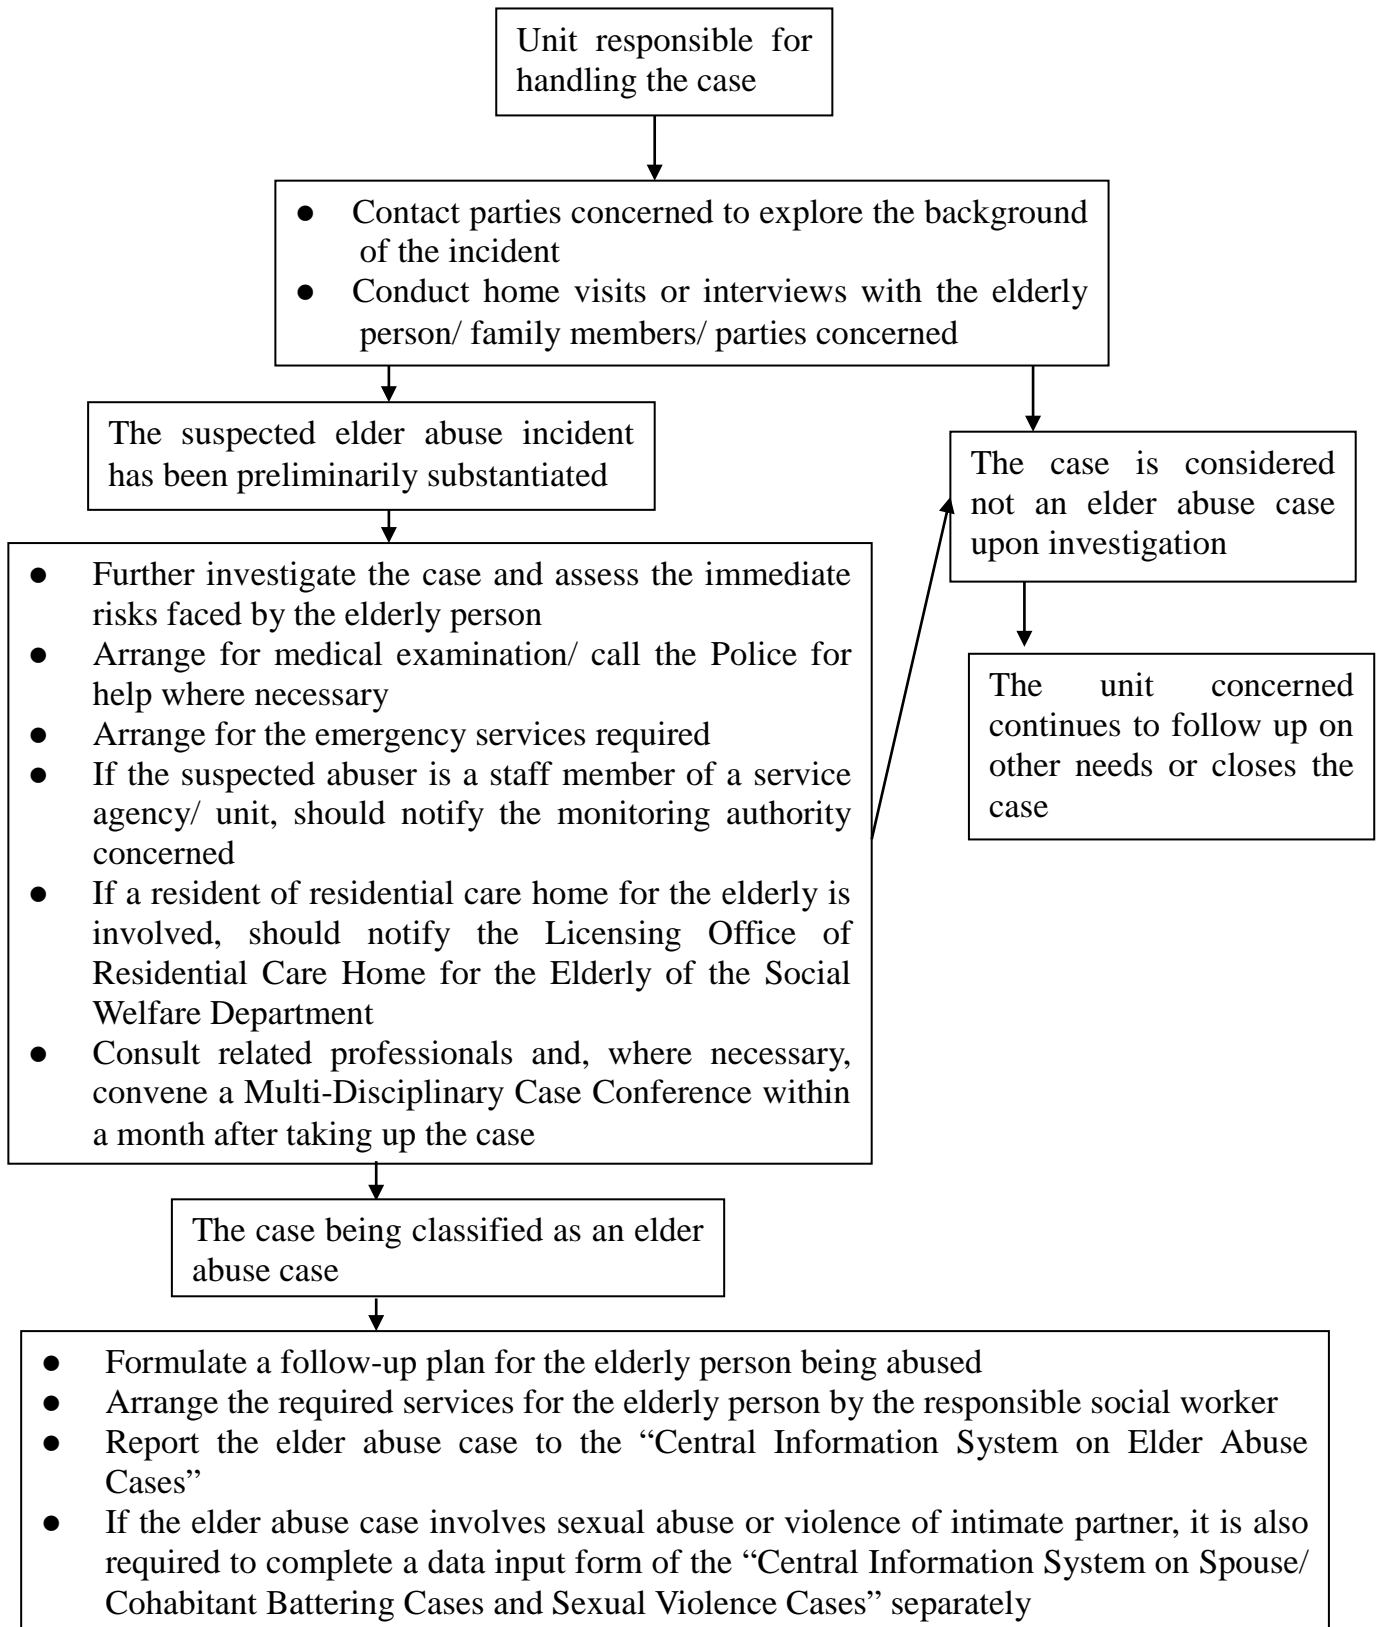 Unit responsible for
handling the case
● Contact parties concerned to explore the background
of the incident
● Conduct home visits or interviews with the elderly
person/ family members/ parties concerned
The suspected elder abuse incident
has been preliminarily substantiated
The case is considered
not an elder abuse case
upon investigation
● Further investigate the case and assess the immediate
risks faced by the elderly person
● Arrange for medical examination/ call the Police for
help where necessary
● Arrange for the emergency services required
● If the suspected abuser is a staff member of a service
agency/ unit, should notify the monitoring authority
concerned
● If a resident of residential care home for the elderly is
involved, should notify the Licensing Office of
Residential Care Home for the Elderly of the Social
Welfare Department
● Consult related professionals and, where necessary,
convene a Multi-Disciplinary Case Conference within
a month after taking up the case
The unit concerned
continues to follow up on
other needs or closes the
case
The case being classified as an elder
abuse case
● Formulate a follow-up plan for the elderly person being abused
● Arrange the required services for the elderly person by the responsible social worker
● Report the elder abuse case to the “Central Information System on Elder Abuse
Cases”
● If the elder abuse case involves sexual abuse or violence of intimate partner, it is also
required to complete a data input form of the “Central Information System on Spouse/
Cohabitant Battering Cases and Sexual Violence Cases” separately